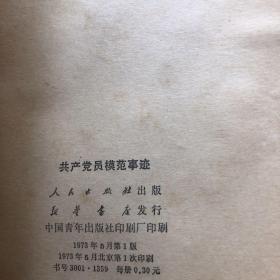 共产党员模范事迹
人民出版社出版
新华书店发行
中国青年出版社印刷厂印刷
1973年5月第1版
1973年5月北京第1次印刷
书号3001·1359 每册0.30元